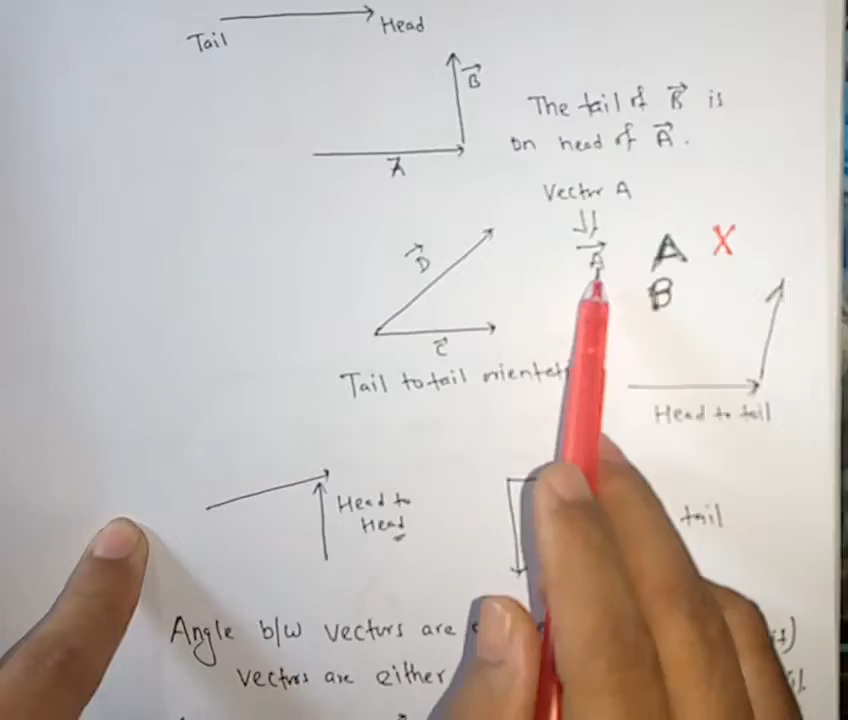 Tail
Head
B
A
The tail of B is
on head of A.
Vector A
A
A X
B
D
C
Tail to tail
Head to tail
Head to
Head
tail
Angle b/w vectors are
vectors are either